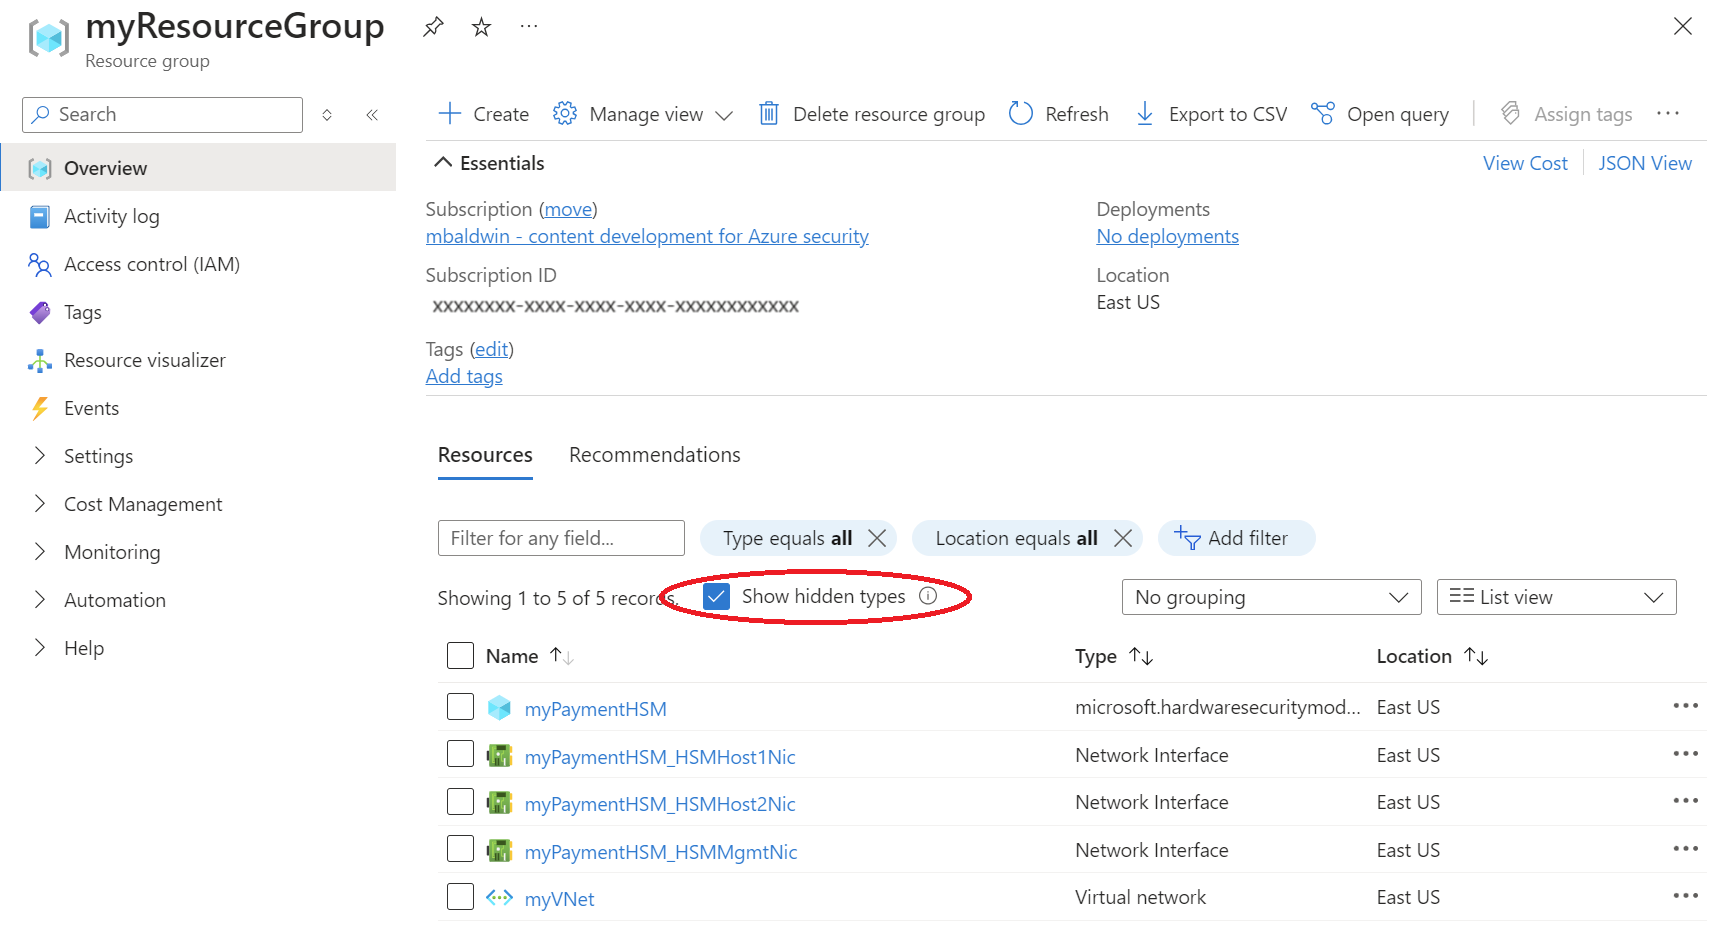 myResourceGroup
Resource group
Search
Overview
Activity log
Access control (IAM)
Tags
Resource visualizer
Events
Settings
Cost Management
Monitoring
Automation
Help
Create Manage view Delete resource group Refresh Export to CSV Open query Assign tags
Essentials View Cost JSON View
Subscription (move)
mbaldwin - content development for Azure security
Subscription ID
xxxxxxxx-xxxx-xxxx-xxxx-xxxxxxxxxxxx
Tags (edit)
Add tags
Deployments
No deployments
Location
East US
Resources Recommendations
Filter for any field... Type equals all Location equals all Add filter
Showing 1 to 5 of 5 records. Show hidden types No grouping List view
Name Type Location
myPaymentHSM microsoft.hardwaresecuritymod... East US
myPaymentHSM_HSMHost1Nic Network Interface East US
myPaymentHSM_HSMHost2Nic Network Interface East US
myPaymentHSM_HSMMgmtNic Network Interface East US
myVNet Virtual network East US